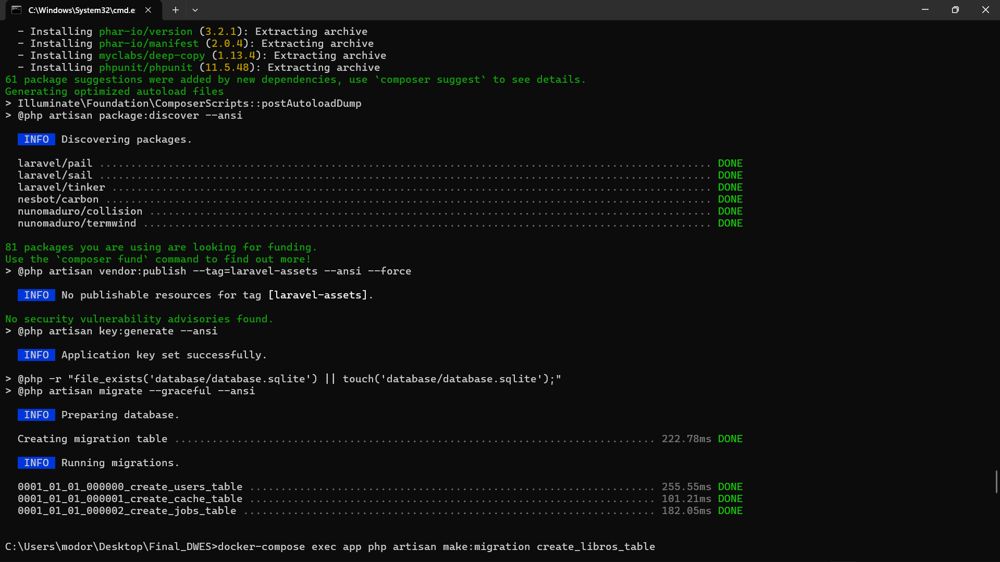 C:\Windows\System32\cmd.e
- Installing phar-io/version (3.2.1): Extracting archive
- Installing phar-io/manifest (2.0.4): Extracting archive
- Installing myclabs/deep-copy (1.13.4): Extracting archive
- Installing phpunit/phpunit (11.5.48): Extracting archive
61 package suggestions were added by new dependencies, use `composer suggest` to see details.
Generating optimized autoload files
> Illuminate\Foundation\ComposerScripts::postAutoloadDump
> @php artisan package:discover --ansi
INFO Discovering packages.
laravel/pail .................................................................................................. DONE
laravel/sail .................................................................................................. DONE
laravel/tinker ................................................................................................ DONE
nesbot/carbon ................................................................................................. DONE
nunomaduro/collision .......................................................................................... DONE
nunomaduro/termwind ........................................................................................... DONE
81 packages you are using are looking for funding.
Use the `composer fund` command to find out more!
> @php artisan vendor:publish --tag=laravel-assets --ansi --force
INFO No publishable resources for tag [laravel-assets].
No security vulnerability advisories found.
> @php artisan key:generate --ansi
INFO Application key set successfully.
> @php -r "file_exists('database/database.sqlite') || touch('database/database.sqlite');"
> @php artisan migrate --graceful --ansi
INFO Preparing database.
Creating migration table ............................................................................. 222.78ms DONE
INFO Running migrations.
0001_01_01_000000_create_users_table ................................................................. 255.55ms DONE
0001_01_01_000001_create_cache_table ................................................................. 101.21ms DONE
0001_01_01_000002_create_jobs_table .................................................................. 182.05ms DONE
C:\Users\modor\Desktop\Final_DWES>docker-compose exec app php artisan make:migration create_libros_table